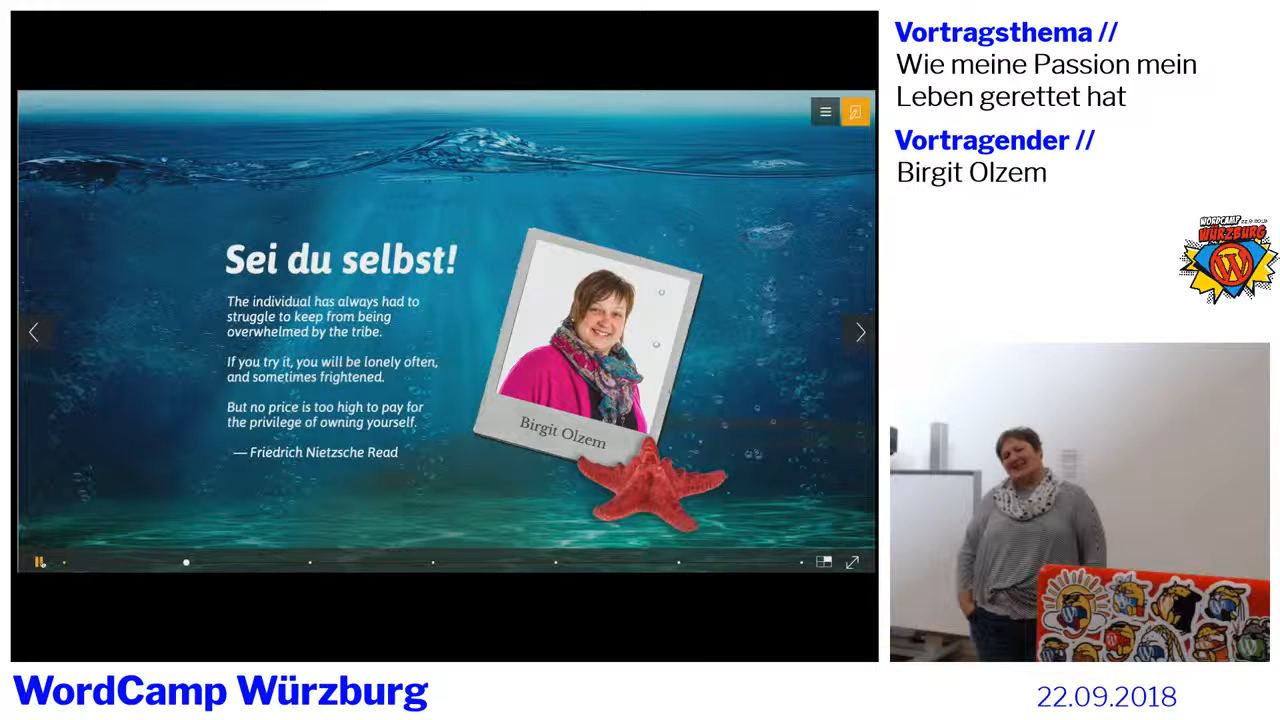 Vortragsthema //
Wie meine Passion mein
Leben gerettet hat
Vortragender //
Birgit Olzem
WORDCAMP
22.9.2018
WÜRZBURG
Sei du selbst!
The individual has always had to
struggle to keep from being
overwhelmed by the tribe.
If you try it, you will be lonely often,
and sometimes frightened.
But no price is too high to pay for
the privilege of owning yourself.
— Friedrich Nietzsche Read
Birgit Olzem
WordCamp Würzburg
22.09.2018